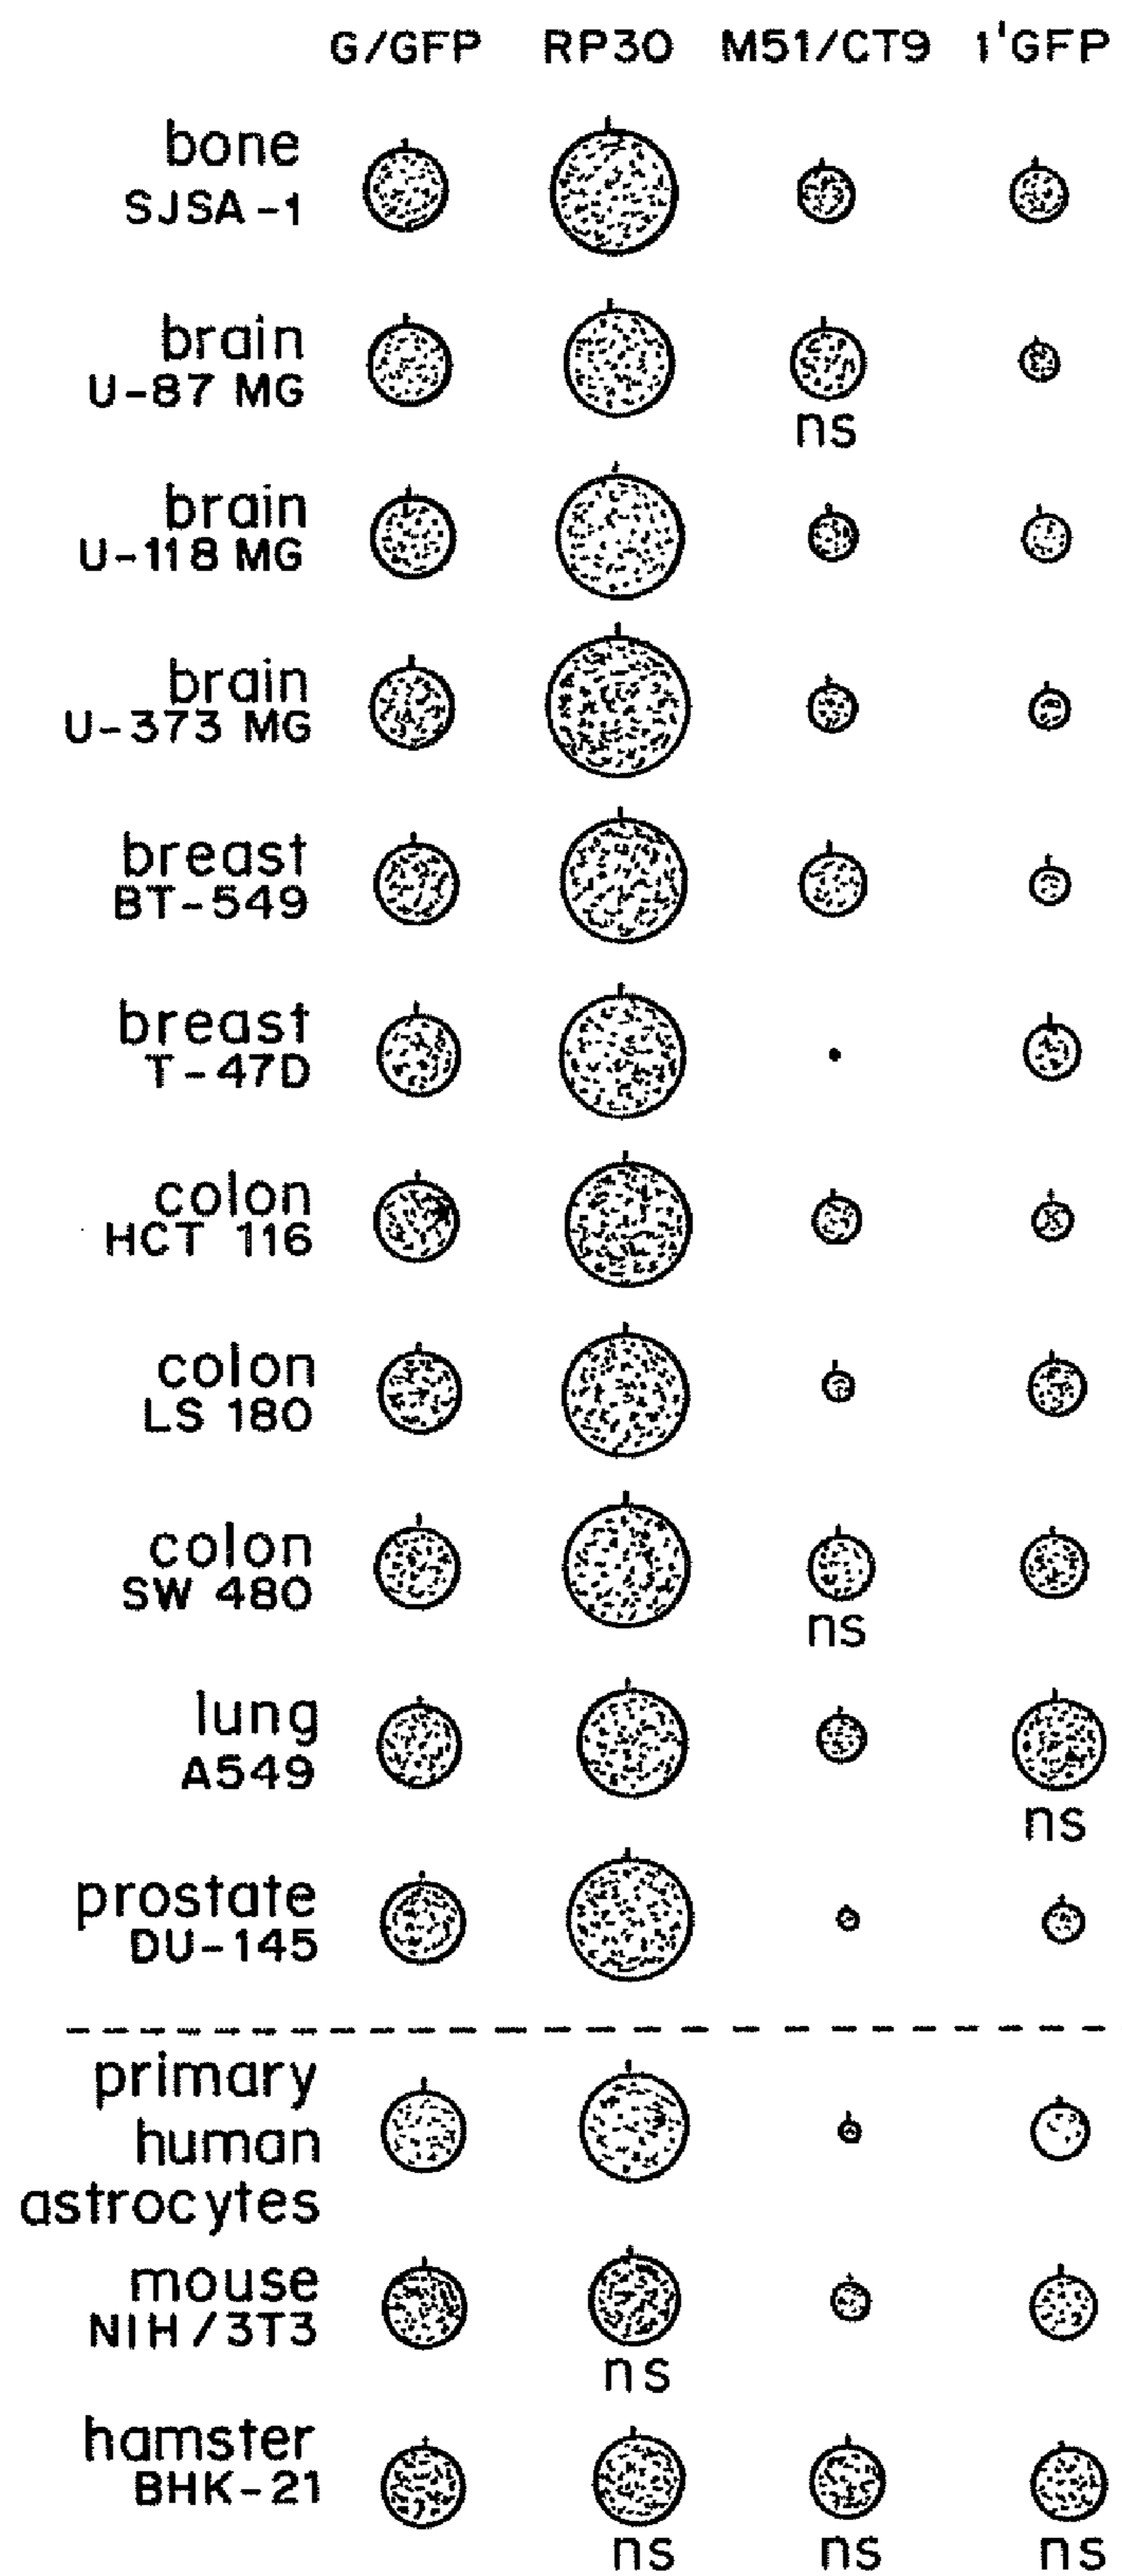 G/GFP RP30 M51/CT9 1'GFP
bone
SJSA-1
brain
U-87 MG
ns
brain
U-118 MG
brain
U-373 MG
breast
BT-549
breast
T-47D
colon
HCT 116
colon
LS 180
colon
SW 480
ns
lung
A549
ns
prostate
DU-145
primary
human
astrocytes
mouse
NIH/3T3
ns
hamster
BHK-21
ns ns ns